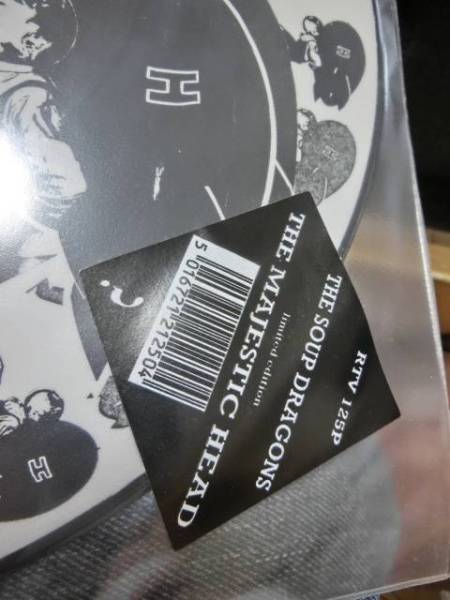 RTV 125P
THE SOUP DRAGONS
limited edition
THE MAJESTIC HEAD
5 016721 212504
?
H
H
H